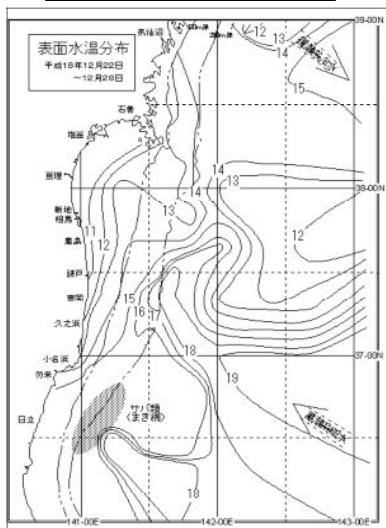 表面水温分布
平成18年12月22日
~12月28日
気仙沼
39-00N
12
13
14
15
石巻
塩釜
亘理
14
13
38-00N
新地
相馬
鹿島
13
11
12
12
請戸
富岡
久之浜
15
16
17
18
37-00N
小名浜
勿来
19
サバ類
(まき網)
日立
18
36-00N
141-00E
142-00E
143-00E